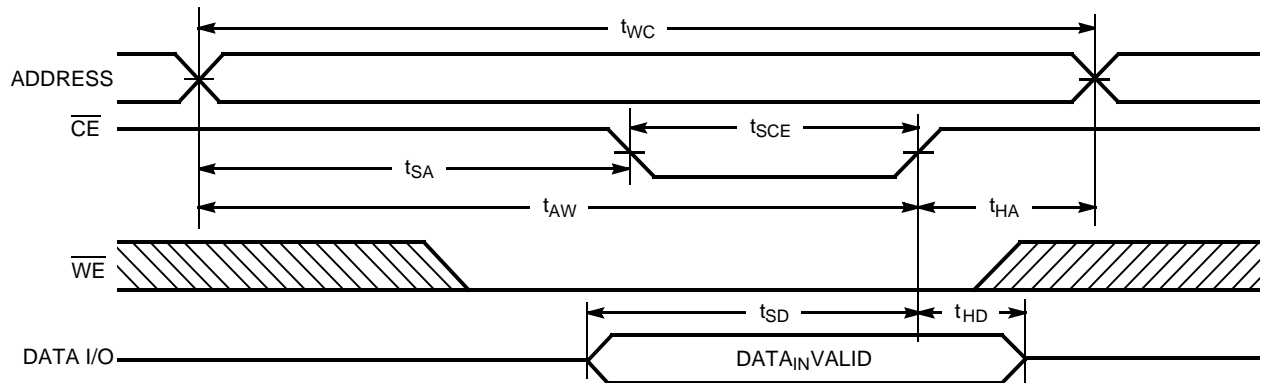 tWC
ADDRESS
CE
tSCE
tSA
tAW
tHA
WE
tSD
tHD
DATA I/O
DATAINVALID